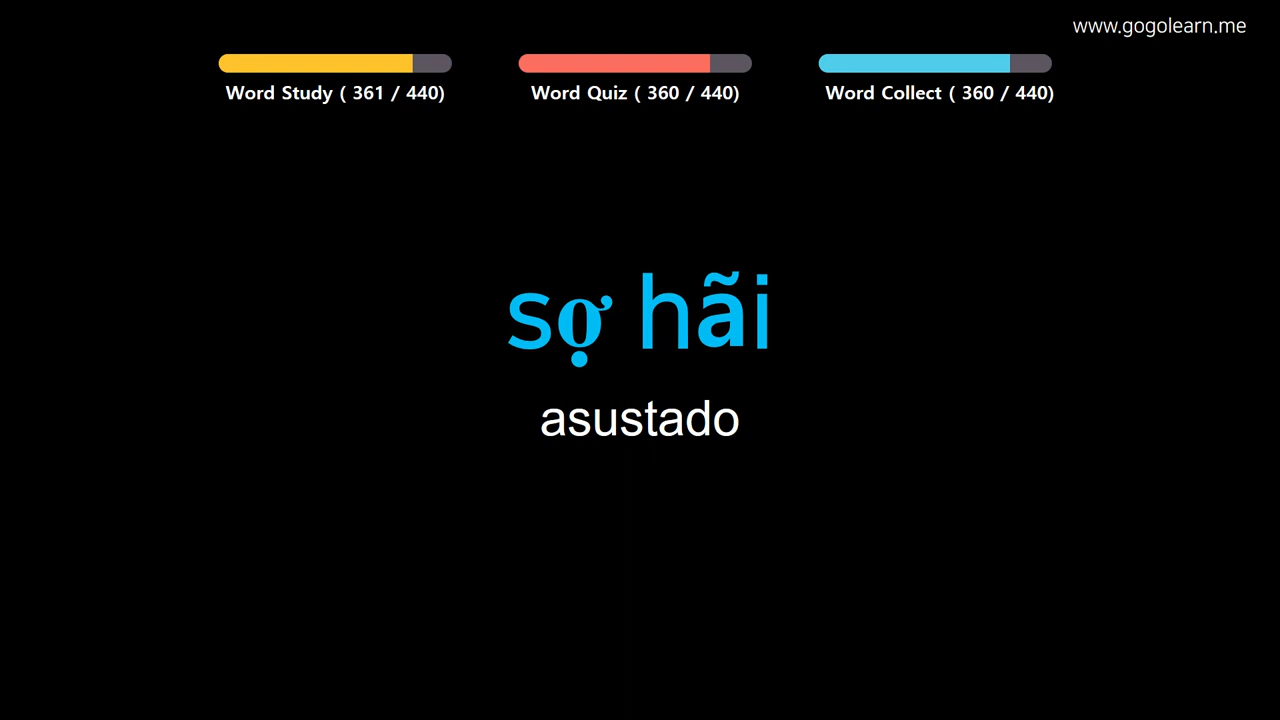 www.gogolearn.me
Word Study ( 361 / 440)
Word Quiz ( 360 / 440)
Word Collect ( 360 / 440)
sợ hãi
asustado